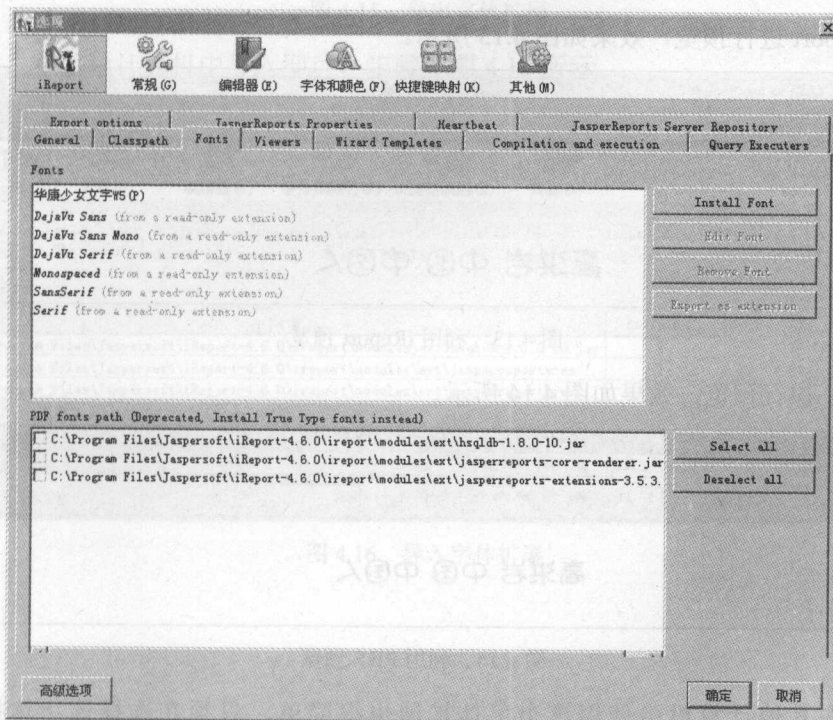 选项
iReport 常规(G) 编辑器(E) 字体和颜色(F) 快捷键映射(K) 其他(M)
Export options JasperReports Properties Heartbeat JasperReports Server Repository
General Classpath Fonts Viewers Wizard Templates Compilation and execution Query Executers
Fonts
华康少女文字W5(P)
DejaVu Sans (from a read-only extension)
DejaVu Sans Mono (from a read-only extension)
DejaVu Serif (from a read-only extension)
Monospaced (from a read-only extension)
SansSerif (from a read-only extension)
Serif (from a read-only extension)
Install Font
Edit Font
Remove Font
Export as extension
PDF fonts path (Deprecated, Install True Type fonts instead)
C:\Program Files\Jaspersoft\iReport-4.6.0\ireport\modules\ext\hsqldb-1.8.0-10.jar
C:\Program Files\Jaspersoft\iReport-4.6.0\ireport\modules\ext\jasperreports-core-renderer.jar
C:\Program Files\Jaspersoft\iReport-4.6.0\ireport\modules\ext\jasperreports-extensions-3.5.3.
Select all
Deselect all
高级选项
确定 取消